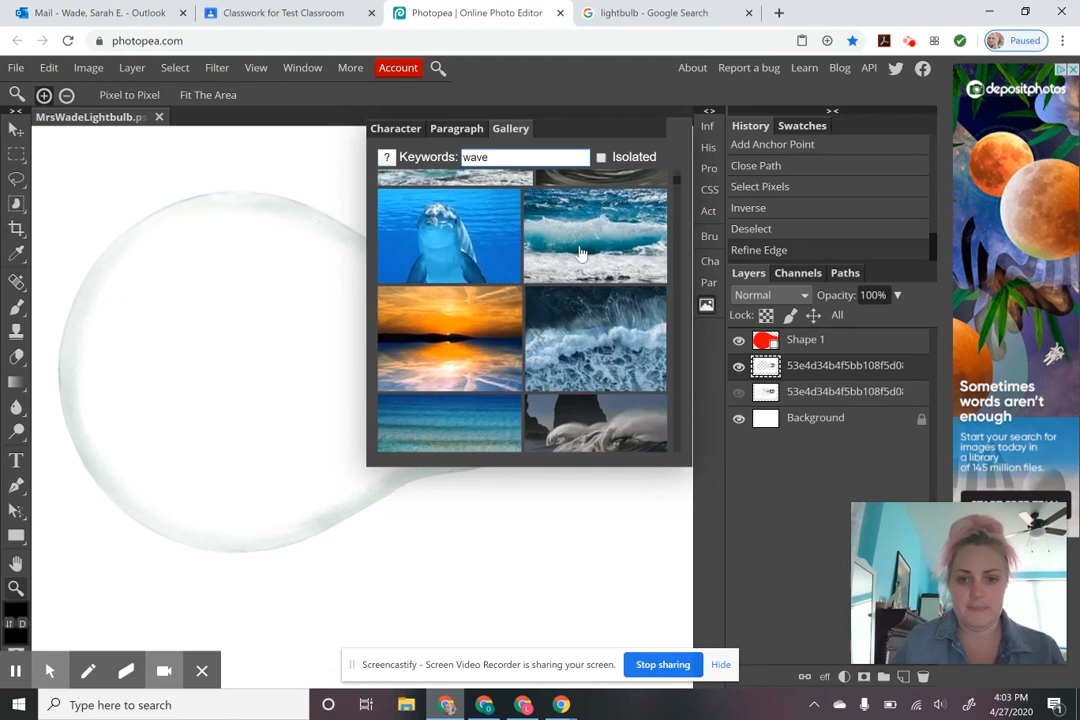 Mail - Wade, Sarah E. - Outlook
Classwork for Test Classroom
Photopea | Online Photo Editor
lightbulb - Google Search
photopea.com
Paused
File Edit Image Layer Select Filter View Window More Account
About Report a bug Learn Blog API
Pixel to Pixel Fit The Area
MrsWadeLightbulb.ps
Character Paragraph Gallery
? Keywords: wave Isolated
Inf
His
Pro
CSS
Act
Bru
Cha
Par
History Swatches
Add Anchor Point
Close Path
Select Pixels
Inverse
Deselect
Refine Edge
Layers Channels Paths
Normal Opacity: 100%
Lock: All
Shape 1
53e4d34b4f5bb108f5d0
53e4d34b4f5bb108f5d0
Background
depositphotos
Sometimes
words aren't
enough
Start your search for
images today in
a library
of 145 million files.
D
Screencastify - Screen Video Recorder is sharing your screen.
Stop sharing
Hide
eff
Type here to search
4:03 PM
4/27/2020